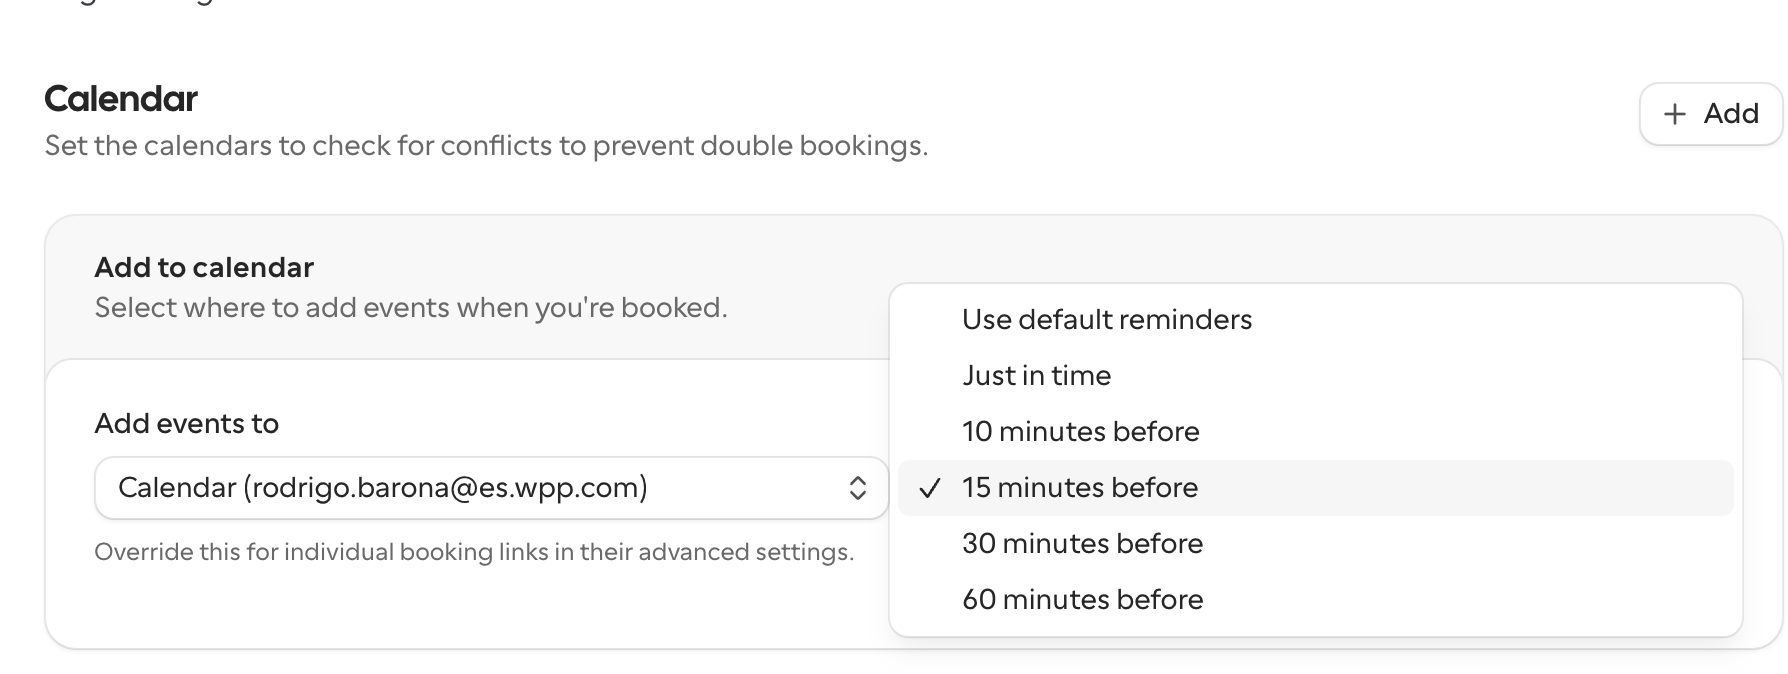 Calendar
Set the calendars to check for conflicts to prevent double bookings.
+ Add
Add to calendar
Select where to add events when you're booked.
Add events to
Calendar (rodrigo.barona@es.wpp.com)
Override this for individual booking links in their advanced settings.
Use default reminders
Just in time
10 minutes before
15 minutes before
30 minutes before
60 minutes before